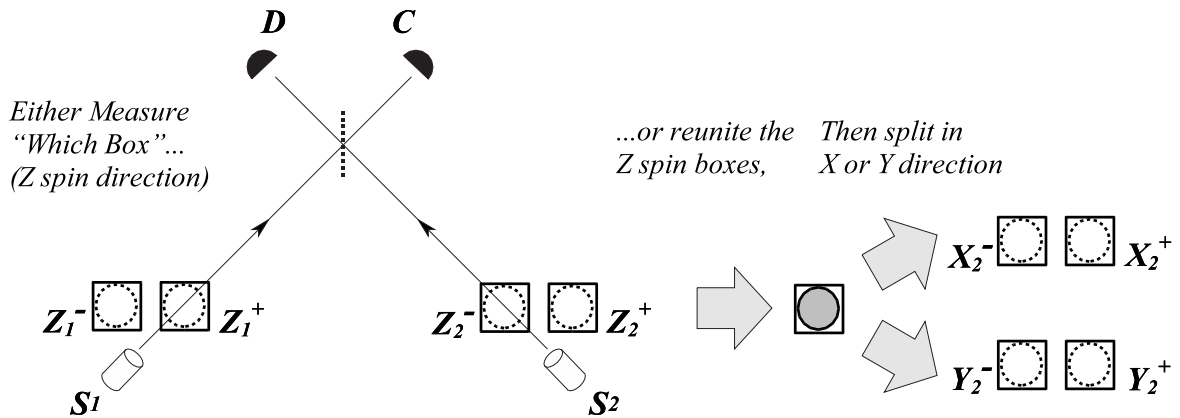 D C
Either Measure
“Which Box”...
(Z spin direction)
...or reunite the Then split in
Z spin boxes, X or Y direction
Z1- Z1+ Z2- Z2+
X2- X2+
Y2- Y2+
S1 S2